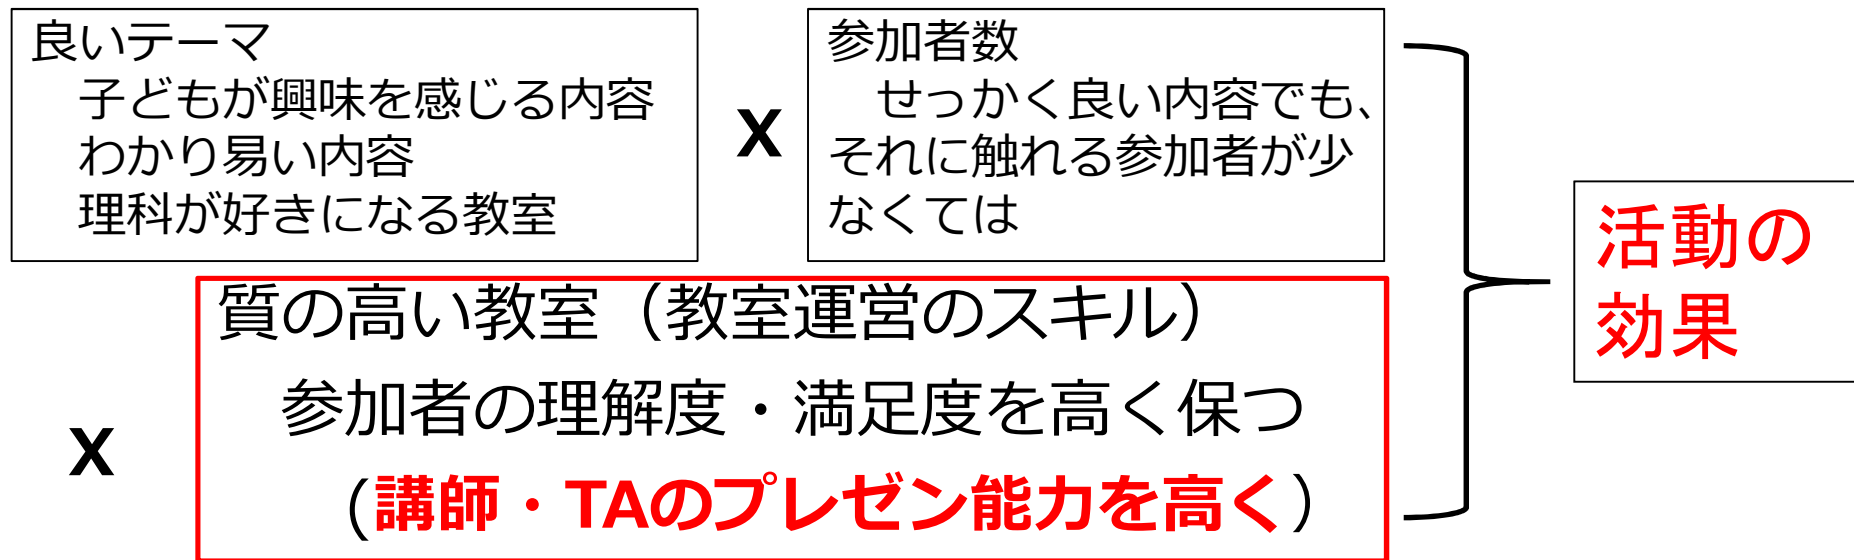 良いテーマ
子どもが興味を感じる内容
わかり易い内容
理科が好きになる教室
X
参加者数
せっかく良い内容でも、
それに触れる参加者が少
なくては
X
質の高い教室（教室運営のスキル）
参加者の理解度・満足度を高く保つ
(講師・TAのプレゼン能力を高く)
活動の
効果